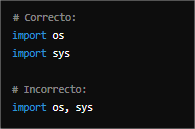 # Correcto:
import os
import sys
# Incorrecto:
import os, sys